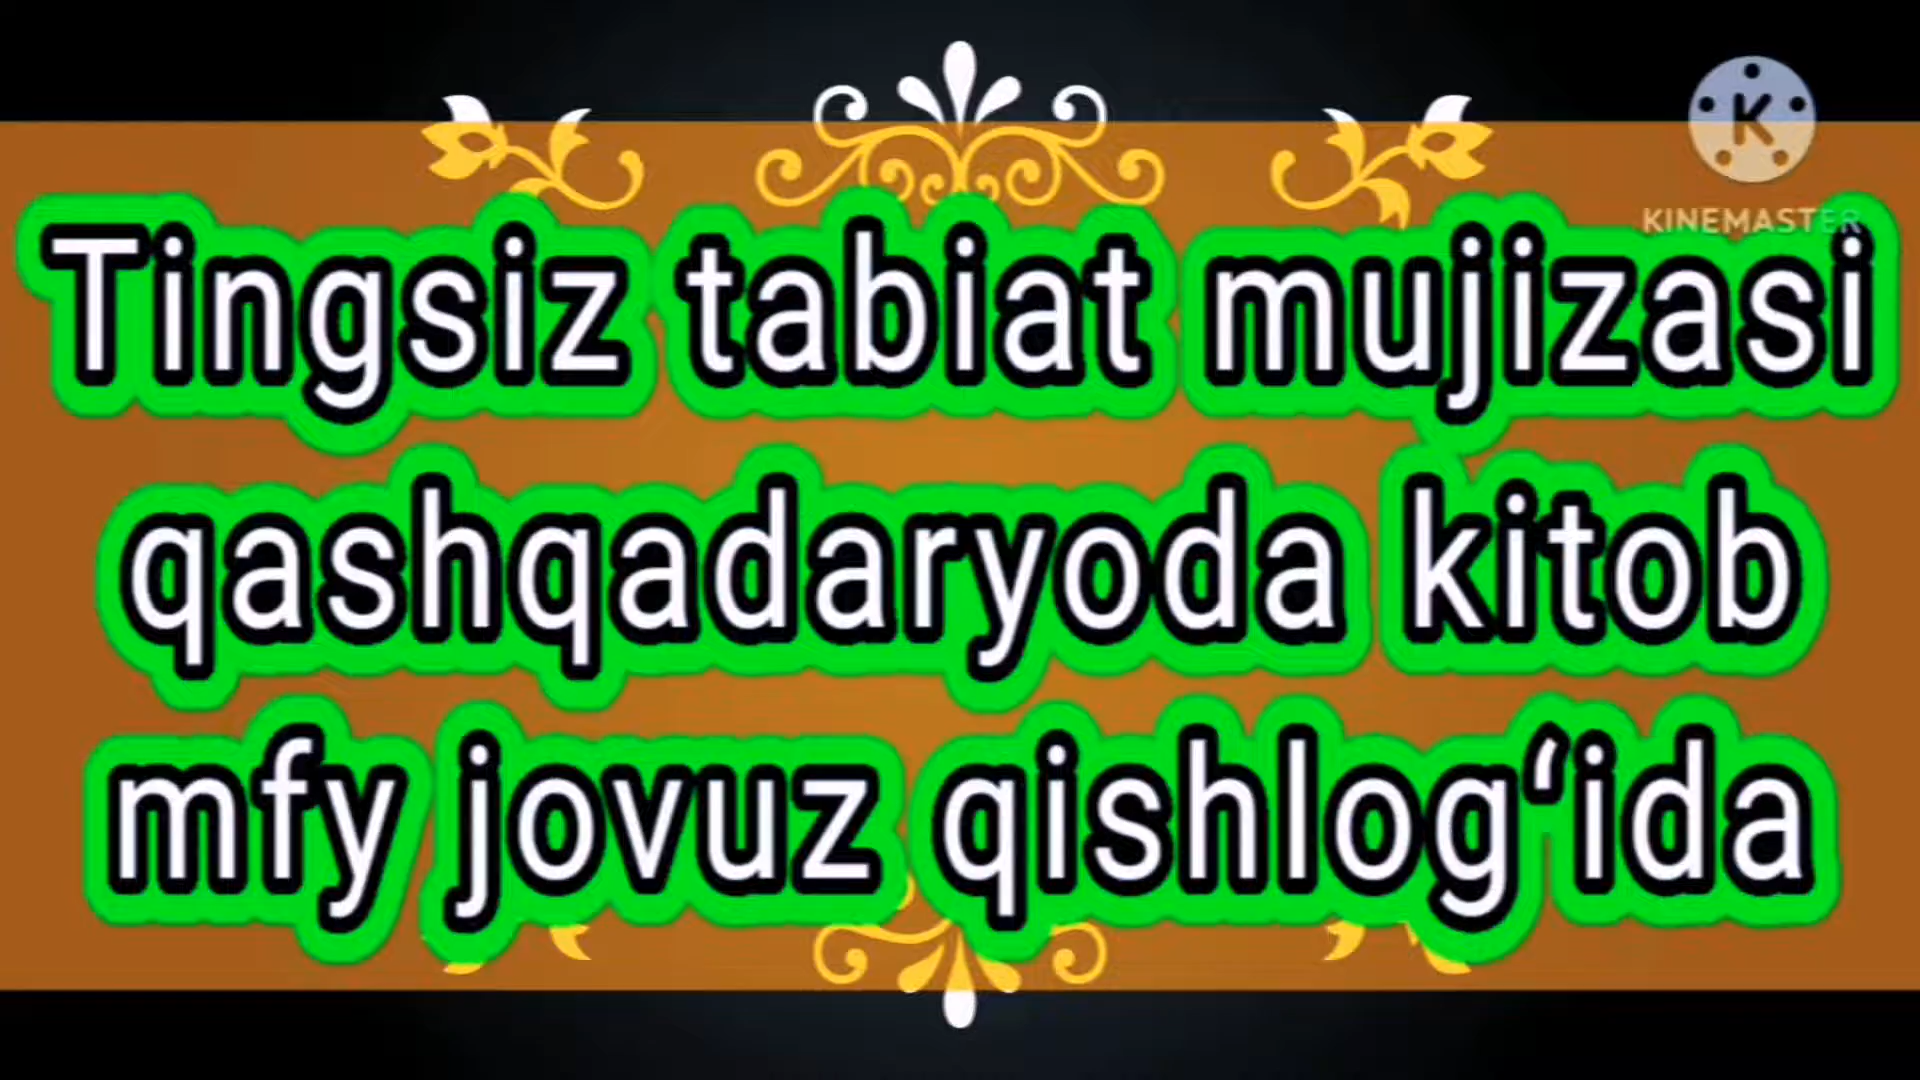 K
KINEMASTER
Tingsiz tabiat mujizasi
qashqadaryoda kitob
mfy jovuz qishlog‘ida